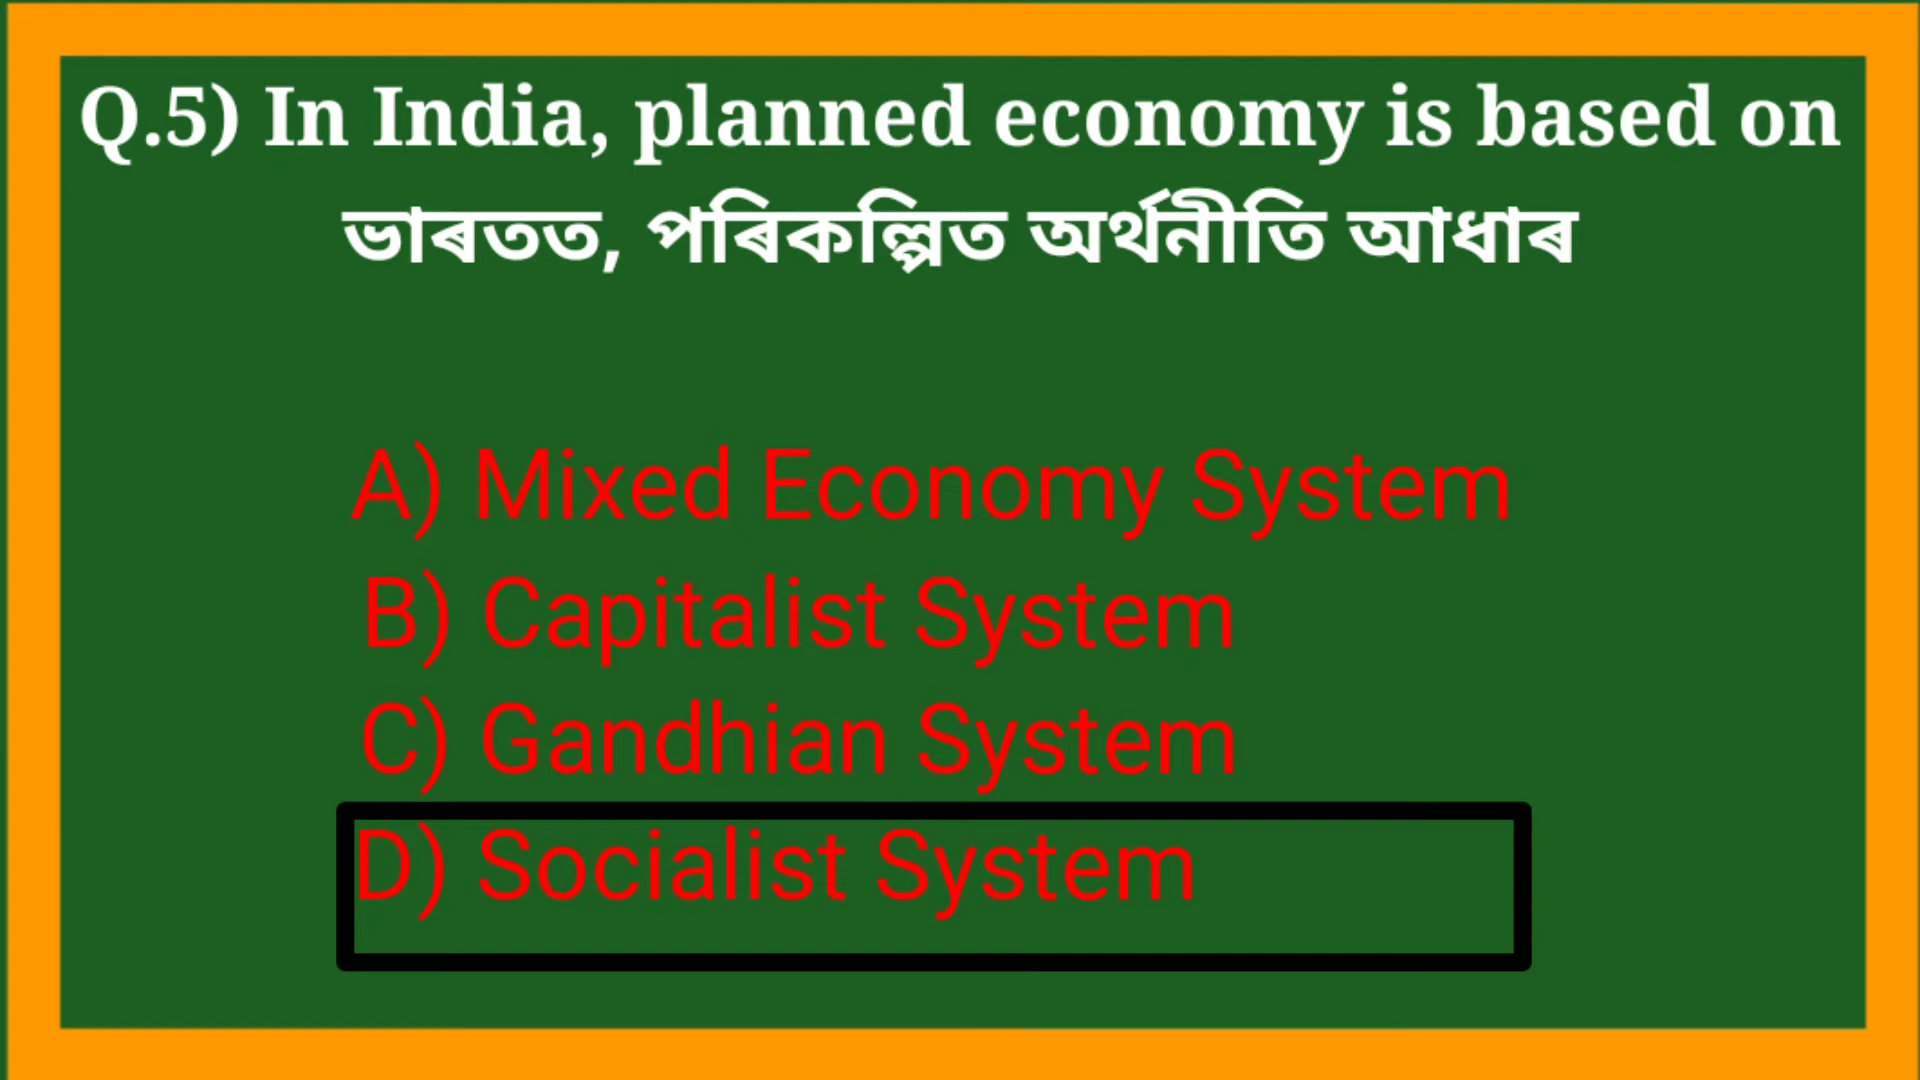 Q.5) In India, planned economy is based on
ভাৰতত, পৰিকল্পিত অৰ্থনীতি আধাৰ
A) Mixed Economy System
B) Capitalist System
C) Gandhian System
D) Socialist System